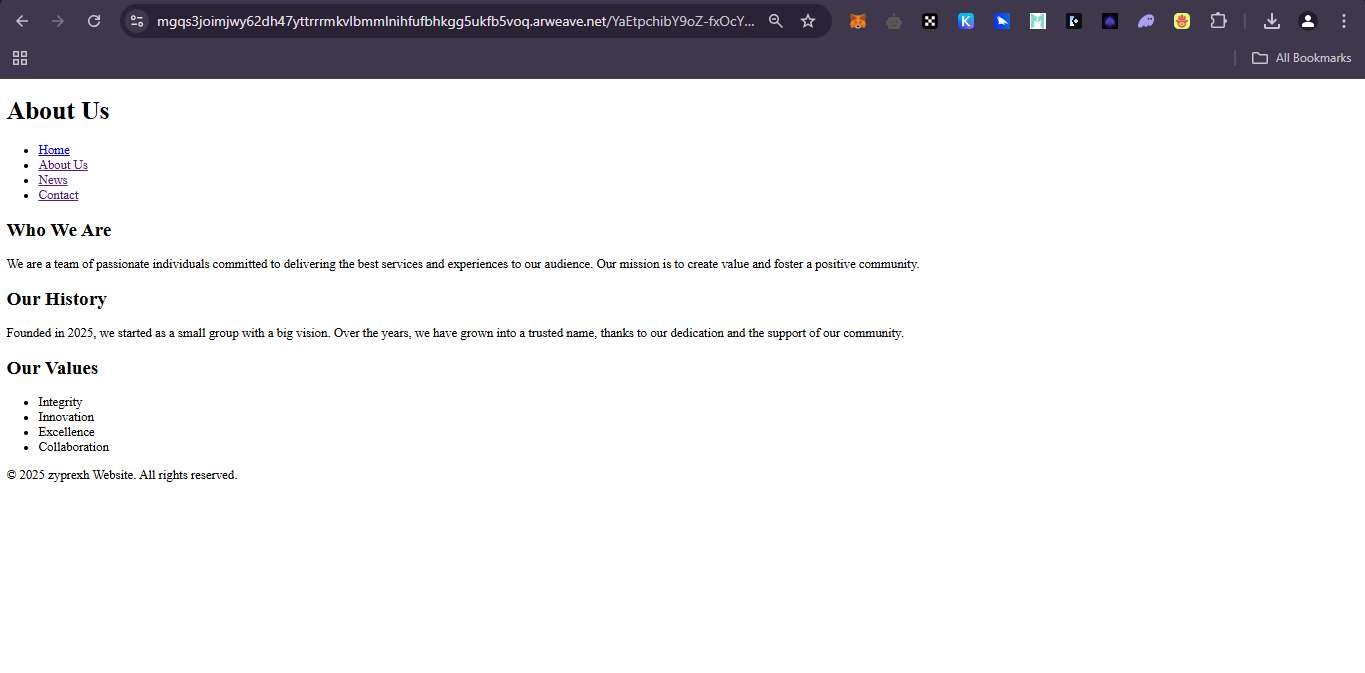 mgqs3joimjwy62dh47yttrrmkvlbmmlnihfufbhkgg5ukfb5voq.arweave.net/YaEtpchibY9oZ-fxOcY...
All Bookmarks
About Us
Home
About Us
News
Contact
Who We Are
We are a team of passionate individuals committed to delivering the best services and experiences to our audience. Our mission is to create value and foster a positive community.
Our History
Founded in 2025, we started as a small group with a big vision. Over the years, we have grown into a trusted name, thanks to our dedication and the support of our community.
Our Values
Integrity
Innovation
Excellence
Collaboration
© 2025 zyprexh Website. All rights reserved.